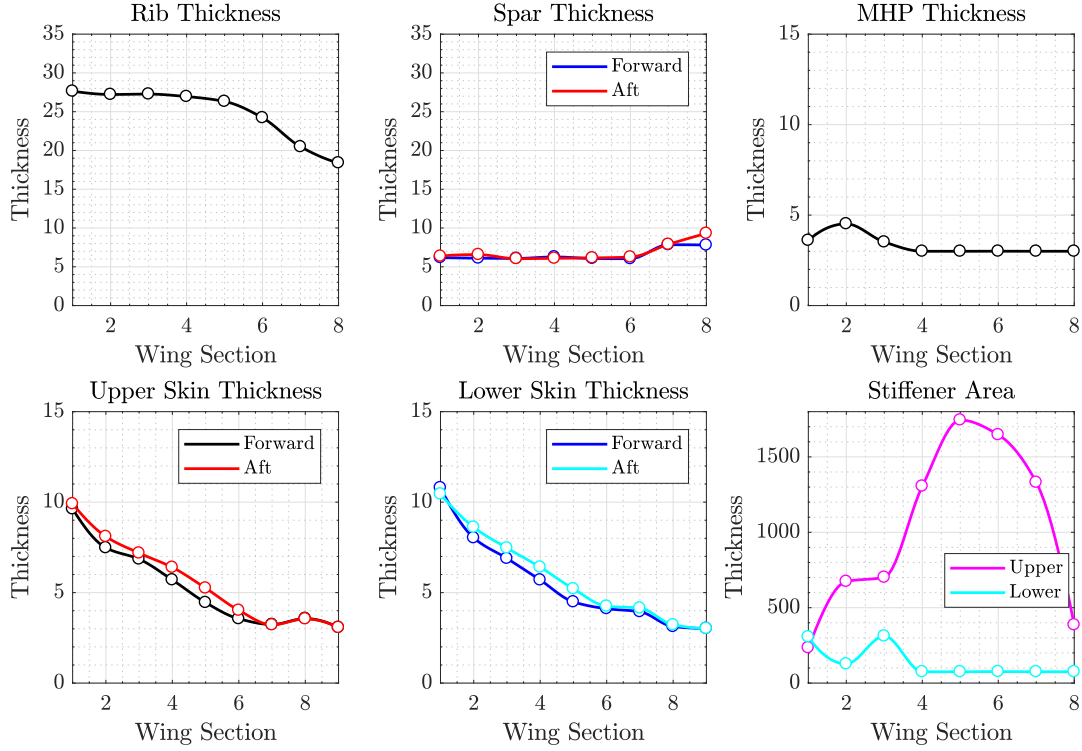 Rib Thickness
35
30
25
20
15
10
5
0
2
4
6
8
Thickness
Wing Section
Spar Thickness
35
30
25
20
15
10
5
0
2
4
6
8
Thickness
Wing Section
Forward
Aft
MHP Thickness
15
10
5
0
2
4
6
8
Thickness
Wing Section
Upper Skin Thickness
15
10
5
0
2
4
6
8
Thickness
Wing Section
Forward
Aft
Lower Skin Thickness
15
10
5
0
2
4
6
8
Thickness
Wing Section
Forward
Aft
Stiffener Area
1500
1000
500
0
2
4
6
8
Thickness
Wing Section
Upper
Lower